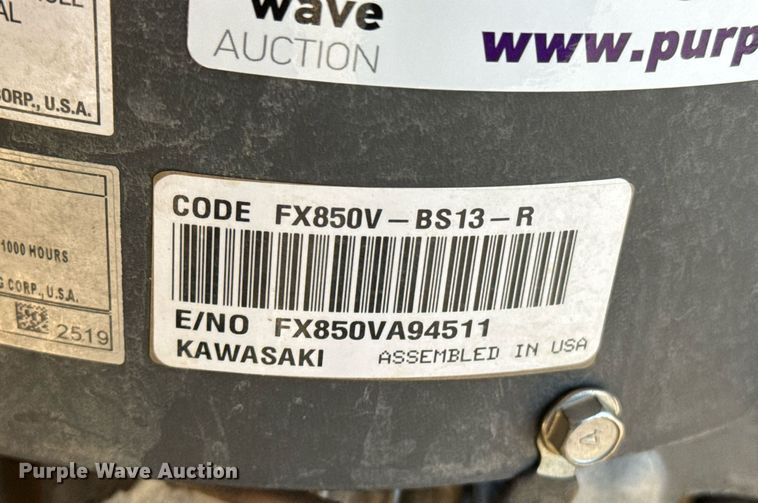 AL
CORP., U.S.A.
wave
AUCTION
www.purp
1000 HOURS
CORP., U.S.A.
2519
CODE FX850V-BS13-R
E/NO FX850VA94511
KAWASAKI ASSEMBLED IN USA
4
Purple Wave Auction